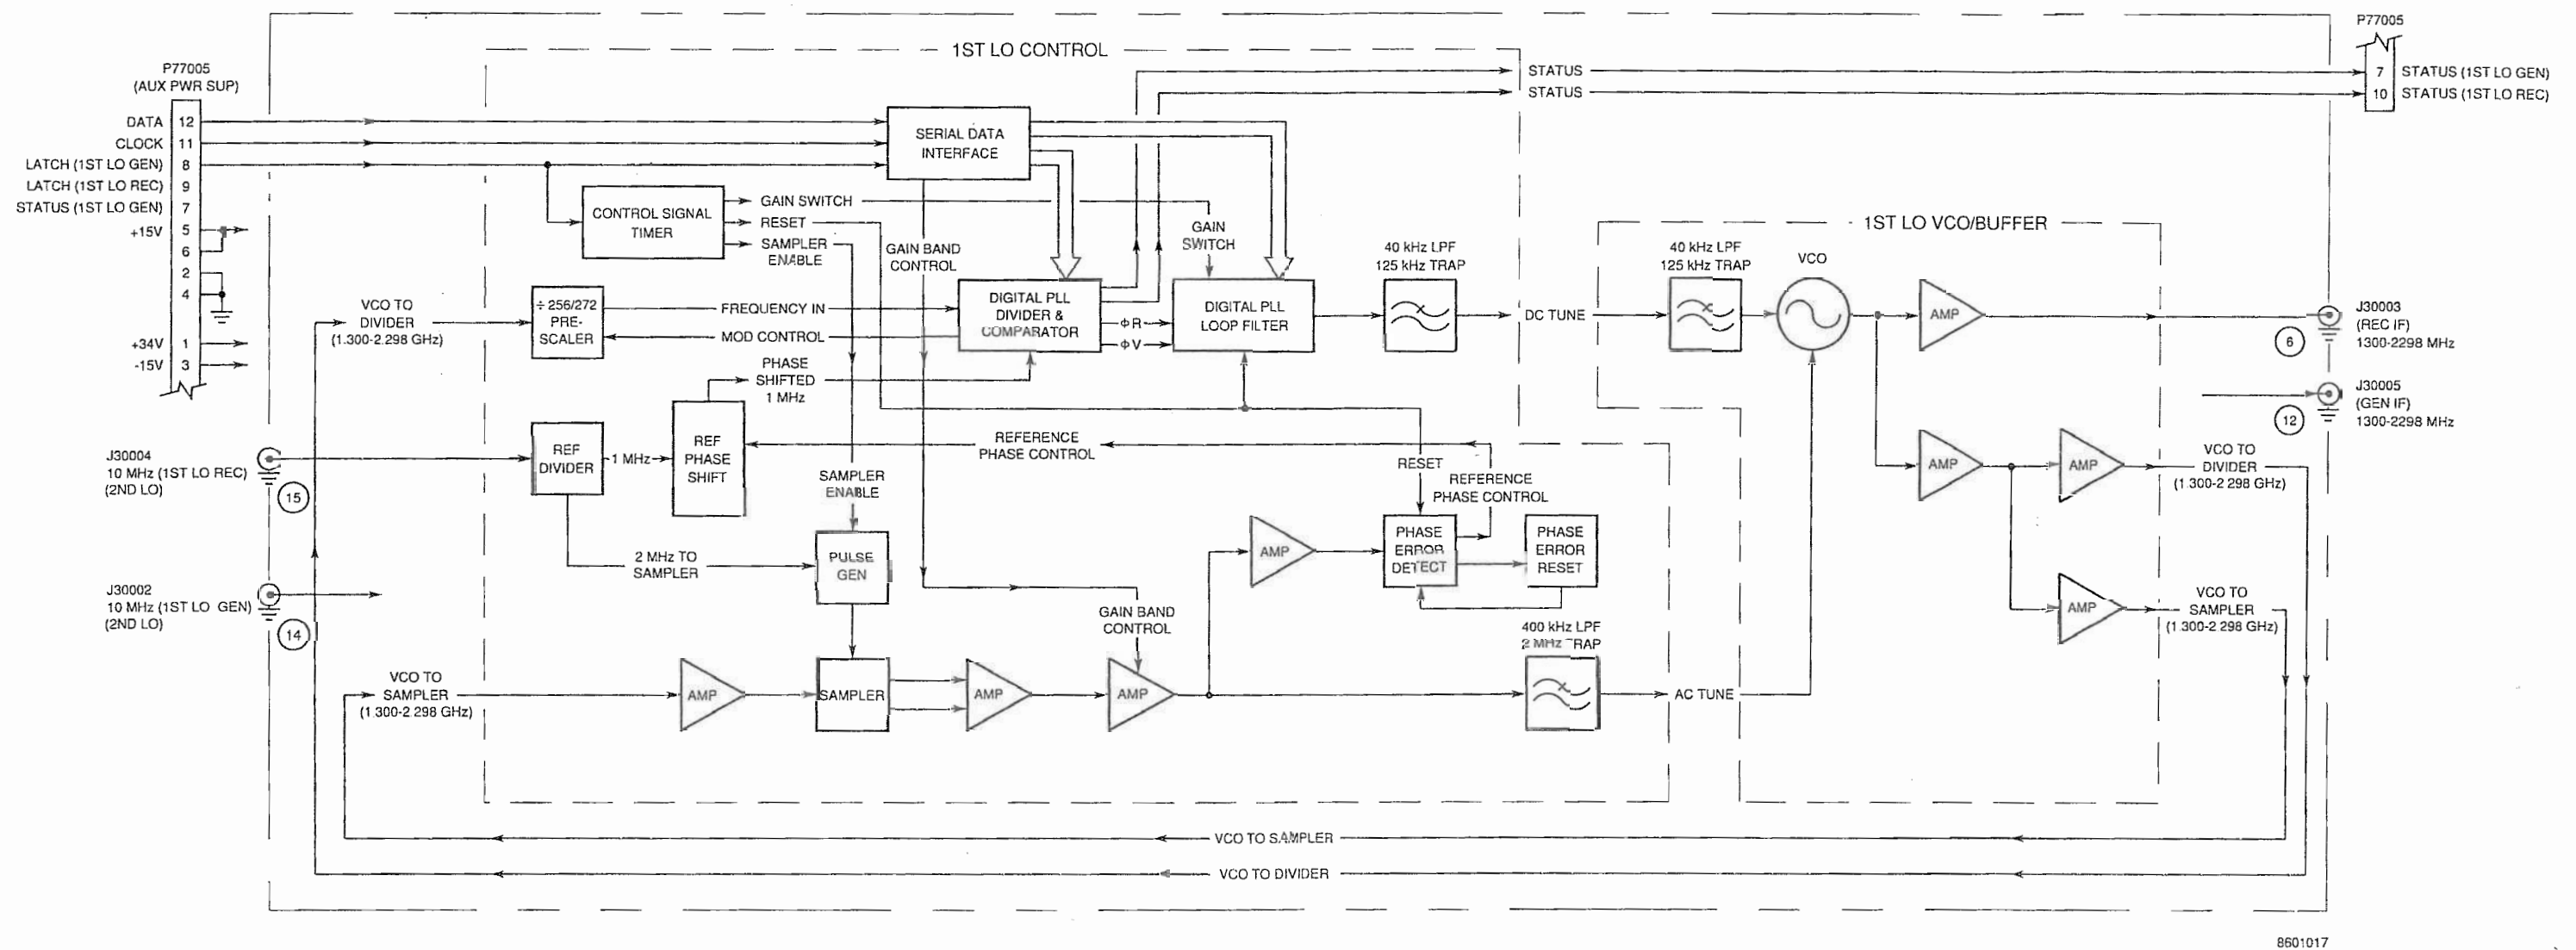 1ST LO CONTROL
P77005
7 STATUS (1ST LO GEN)
10 STATUS (1ST LO REC)
STATUS
STATUS
P77005
(AUX PWR SUP)
DATA 12
CLOCK 11
LATCH (1ST LO GEN) 8
LATCH (1ST LO REC) 9
STATUS (1ST LO GEN) 7
+15V 5
6
2
4
+34V 1
-15V 3
SERIAL DATA
INTERFACE
CONTROL SIGNAL
TIMER
GAIN SWITCH
RESET
SAMPLER
ENABLE
GAIN BAND
CONTROL
GAIN
SWITCH
40 kHz LPF
125 kHz TRAP
1ST LO VCO/BUFFER
40 kHz LPF
125 kHz TRAP
VCO
VCO TO
DIVIDER
(1.300-2.298 GHz)
÷ 256/272
PRE-
SCALER
FREQUENCY IN
MOD CONTROL
DIGITAL PLL
DIVIDER &
COMPARATOR
ΦR
ΦV
DIGITAL PLL
LOOP FILTER
DC TUNE
AMP
J30003
(REC IF)
1300-2298 MHz
6
J30005
(GEN IF)
1300-2298 MHz
12
PHASE
SHIFTED
1 MHz
J30004
10 MHz (1ST LO REC)
(2ND LO)
15
REF
DIVIDER
1 MHz
REF
PHASE
SHIFT
REFERENCE
PHASE CONTROL
SAMPLER
ENABLE
RESET
REFERENCE
PHASE CONTROL
AMP
AMP
VCO TO
DIVIDER
(1.300-2 298 GHz)
2 MHz TO
SAMPLER
PULSE
GEN
AMP
PHASE
ERROR
DETECT
PHASE
ERROR
RESET
J30002
10 MHz (1ST LO GEN)
(2ND LO)
14
GAIN BAND
CONTROL
400 kHz LPF
2 MHz TRAP
AMP
VCO TO
SAMPLER
(1.300-2 298 GHz)
VCO TO
SAMPLER
(1.300-2 298 GHz)
AMP
SAMPLER
AMP
AMP
AC TUNE
VCO TO SAMPLER
VCO TO DIVIDER
8601017